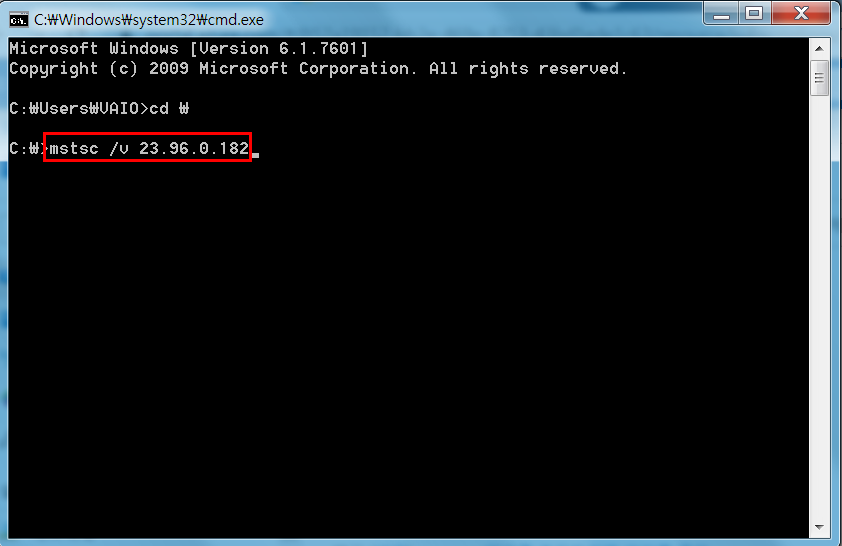 C:₩Windows₩system32₩cmd.exe
Microsoft Windows [Version 6.1.7601]
Copyright (c) 2009 Microsoft Corporation. All rights reserved.
C:₩Users₩VAIO>cd ₩
C:₩>mstsc /v 23.96.0.182